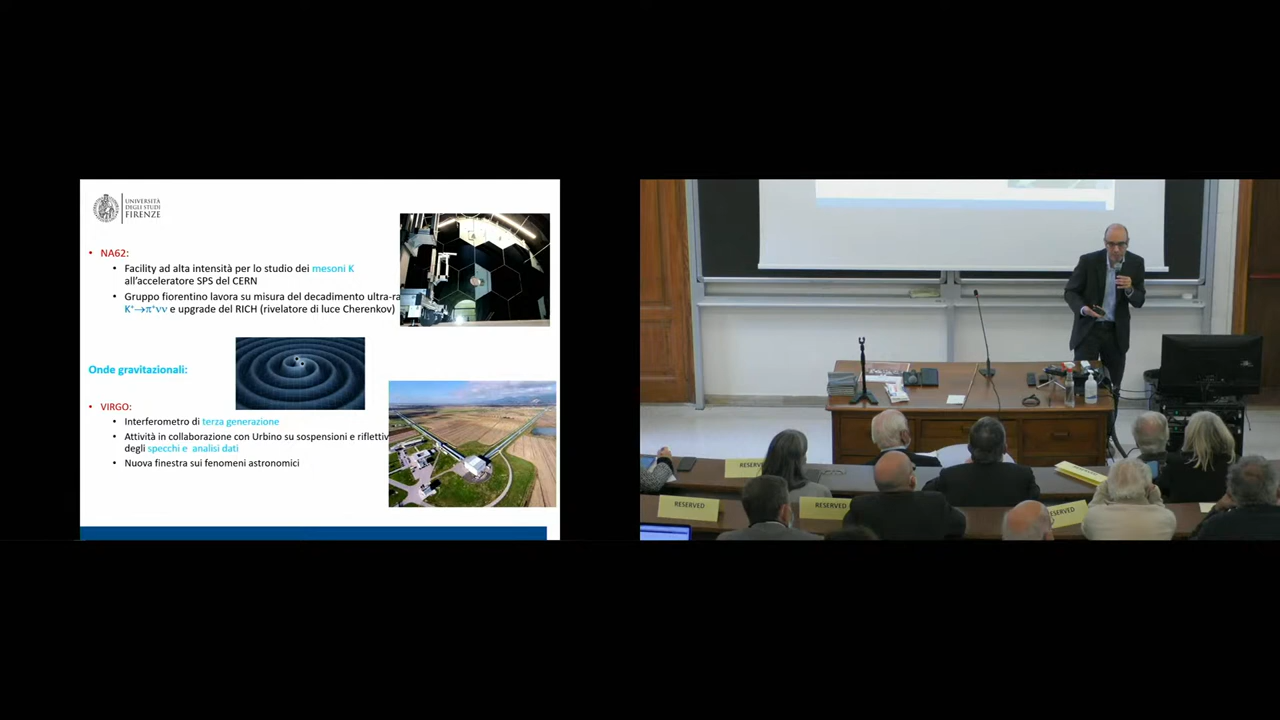 UNIVERSITÀ
DEGLI STUDI
FIRENZE
• NA62:
• Facility ad alta intensità per lo studio dei mesoni K
all'acceleratore SPS del CERN
• Gruppo fiorentino lavora su misura del decadimento ultra-ra
K⁺→π⁺νν e upgrade del RICH (rivelatore di luce Cherenkov)
Onde gravitazionali:
• VIRGO:
• Interferometro di terza generazione
• Attività in collaborazione con Urbino su sospensioni e riflettiv
degli specchi e analisi dati
• Nuova finestra sui fenomeni astronomici
RESERVED
RESERVED
RESERVED
RESERVED